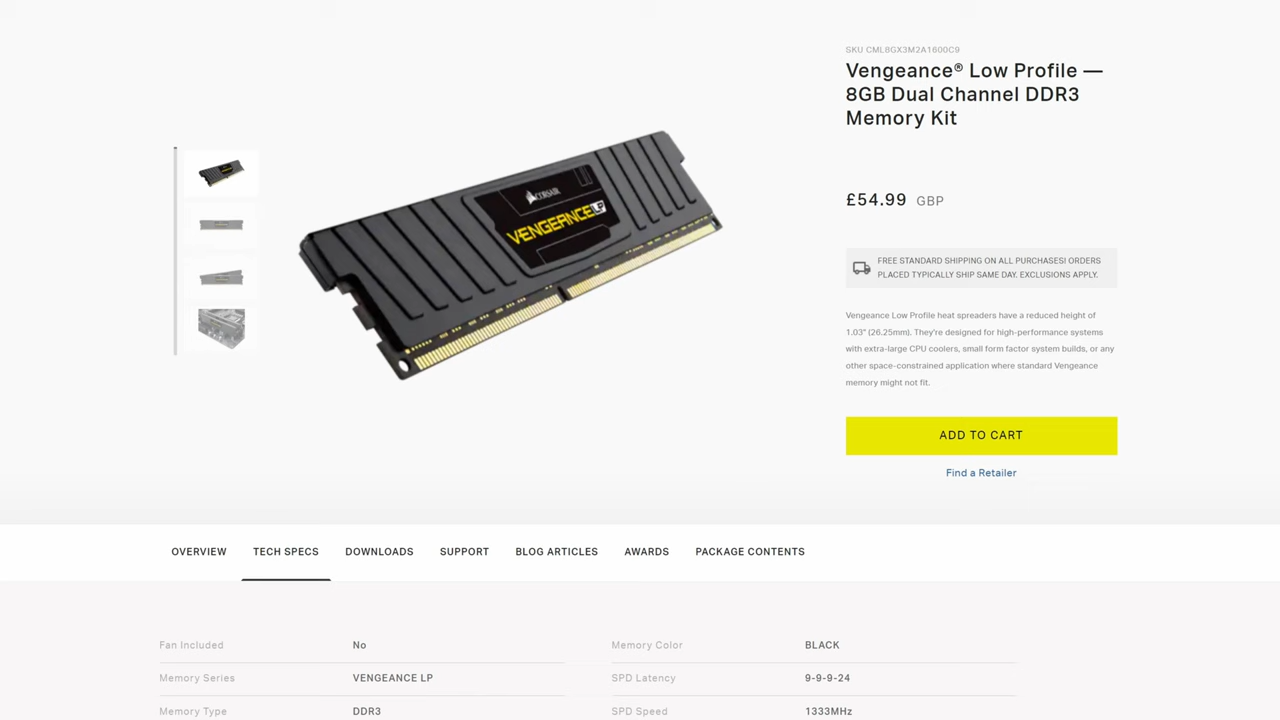 SKU CML8GX3M2A1600C9
Vengeance® Low Profile —
8GB Dual Channel DDR3
Memory Kit
£54.99 GBP
FREE STANDARD SHIPPING ON ALL PURCHASES! ORDERS
PLACED TYPICALLY SHIP SAME DAY. EXCLUSIONS APPLY.
Vengeance Low Profile heat spreaders have a reduced height of
1.03" (26.25mm). They're designed for high-performance systems
with extra-large CPU coolers, small form factor system builds, or any
other space-constrained application where standard Vengeance
memory might not fit.
ADD TO CART
Find a Retailer
CORSAIR
VENGEANCE LP
OVERVIEW TECH SPECS DOWNLOADS SUPPORT BLOG ARTICLES AWARDS PACKAGE CONTENTS
Fan Included No Memory Color BLACK
Memory Series VENGEANCE LP SPD Latency 9-9-9-24
Memory Type DDR3 SPD Speed 1333MHz